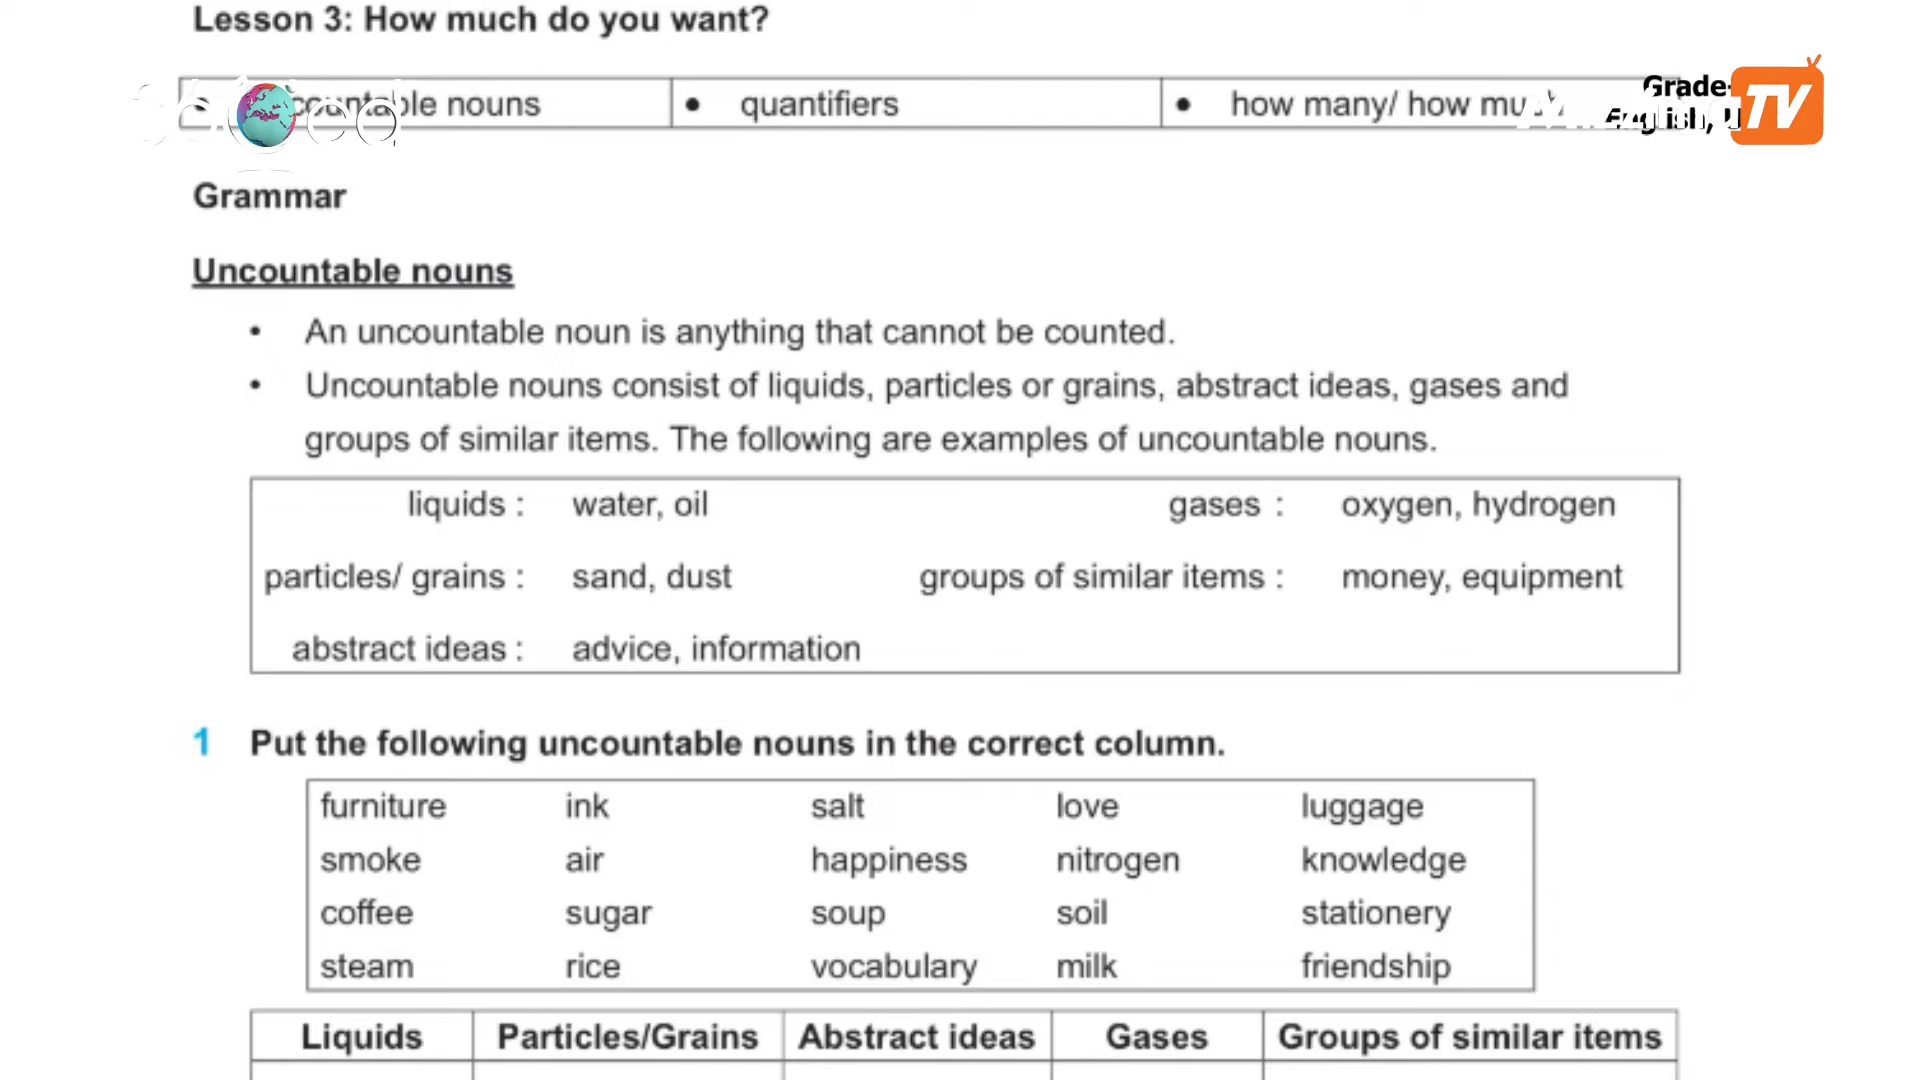 Lesson 3: How much do you want?
countable nouns
• quantifiers
• how many/ how
Grade-
English,
TV
Grammar
Uncountable nouns
• An uncountable noun is anything that cannot be counted.
• Uncountable nouns consist of liquids, particles or grains, abstract ideas, gases and
groups of similar items. The following are examples of uncountable nouns.
liquids : water, oil gases : oxygen, hydrogen
particles/ grains : sand, dust groups of similar items : money, equipment
abstract ideas : advice, information
1 Put the following uncountable nouns in the correct column.
furniture ink salt love luggage
smoke air happiness nitrogen knowledge
coffee sugar soup soil stationery
steam rice vocabulary milk friendship
Liquids Particles/Grains Abstract ideas Gases Groups of similar items